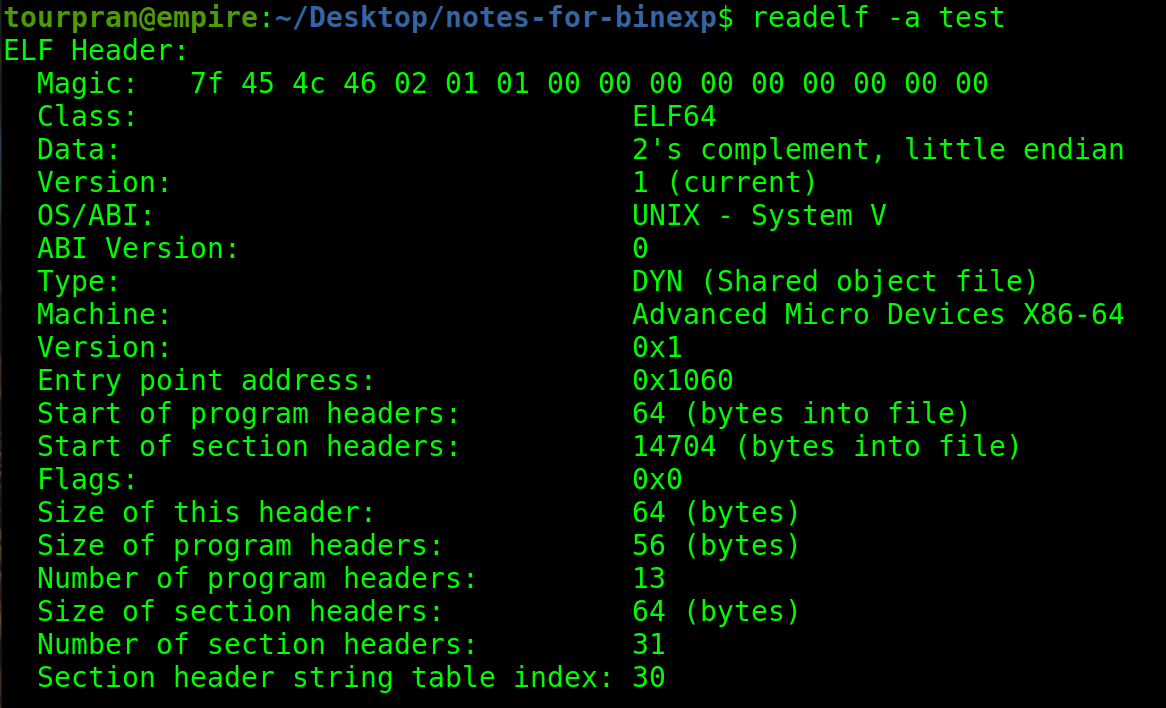 tourpran@empire:~/Desktop/notes-for-binexp$ readelf -a test
ELF Header:
  Magic:   7f 45 4c 46 02 01 01 00 00 00 00 00 00 00 00 00
  Class:                             ELF64
  Data:                              2's complement, little endian
  Version:                           1 (current)
  OS/ABI:                            UNIX - System V
  ABI Version:                       0
  Type:                              DYN (Shared object file)
  Machine:                           Advanced Micro Devices X86-64
  Version:                           0x1
  Entry point address:               0x1060
  Start of program headers:          64 (bytes into file)
  Start of section headers:          14704 (bytes into file)
  Flags:                             0x0
  Size of this header:               64 (bytes)
  Size of program headers:           56 (bytes)
  Number of program headers:         13
  Size of section headers:           64 (bytes)
  Number of section headers:         31
  Section header string table index: 30